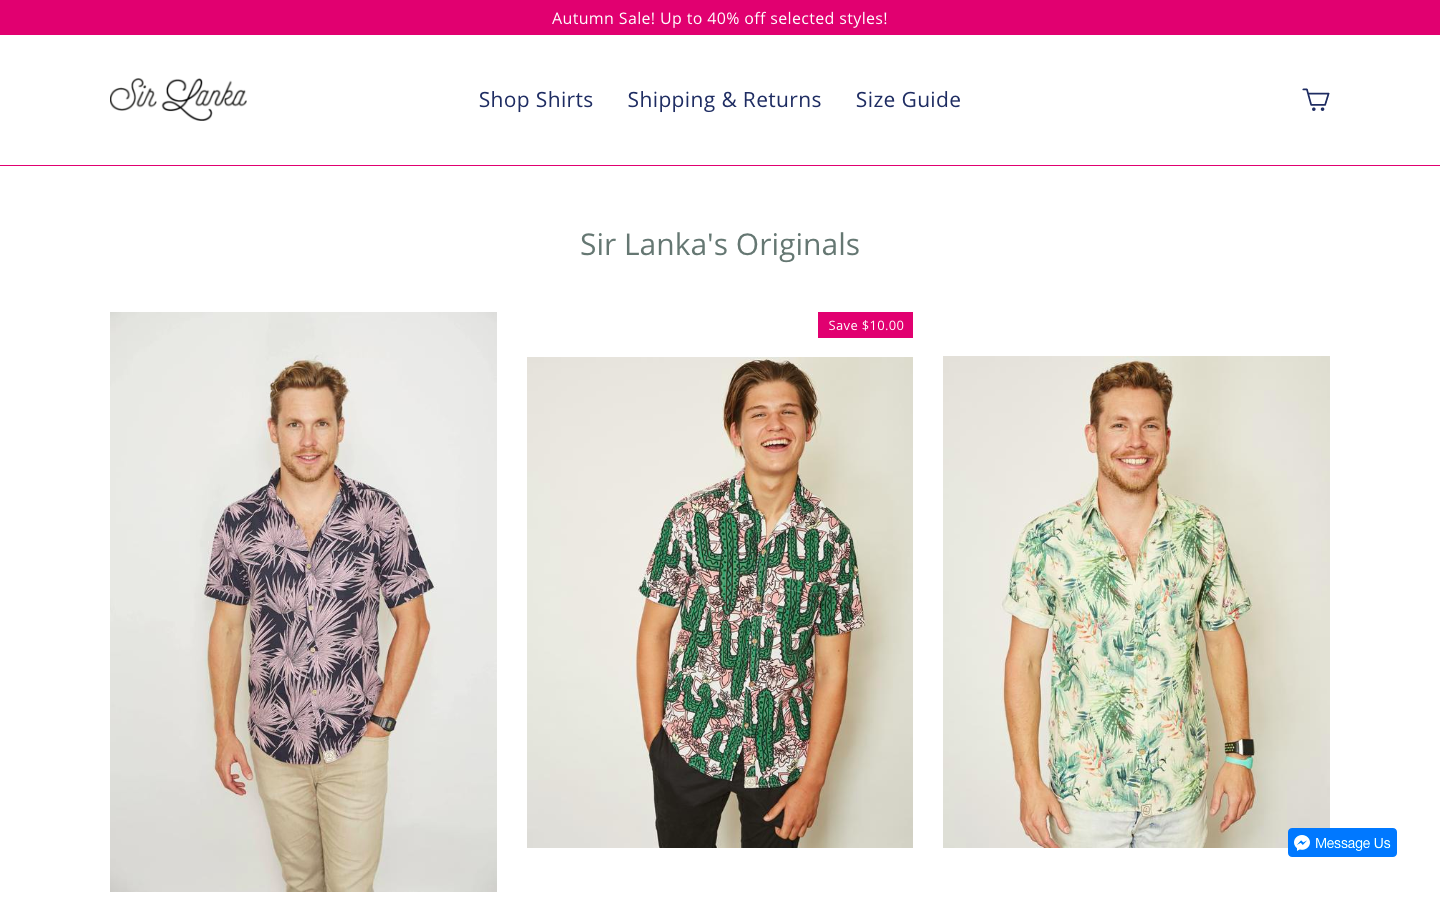 Autumn Sale! Up to 40% off selected styles!
Sir Lanka
Shop Shirts
Shipping & Returns
Size Guide
Sir Lanka's Originals
Save $10.00
Message Us